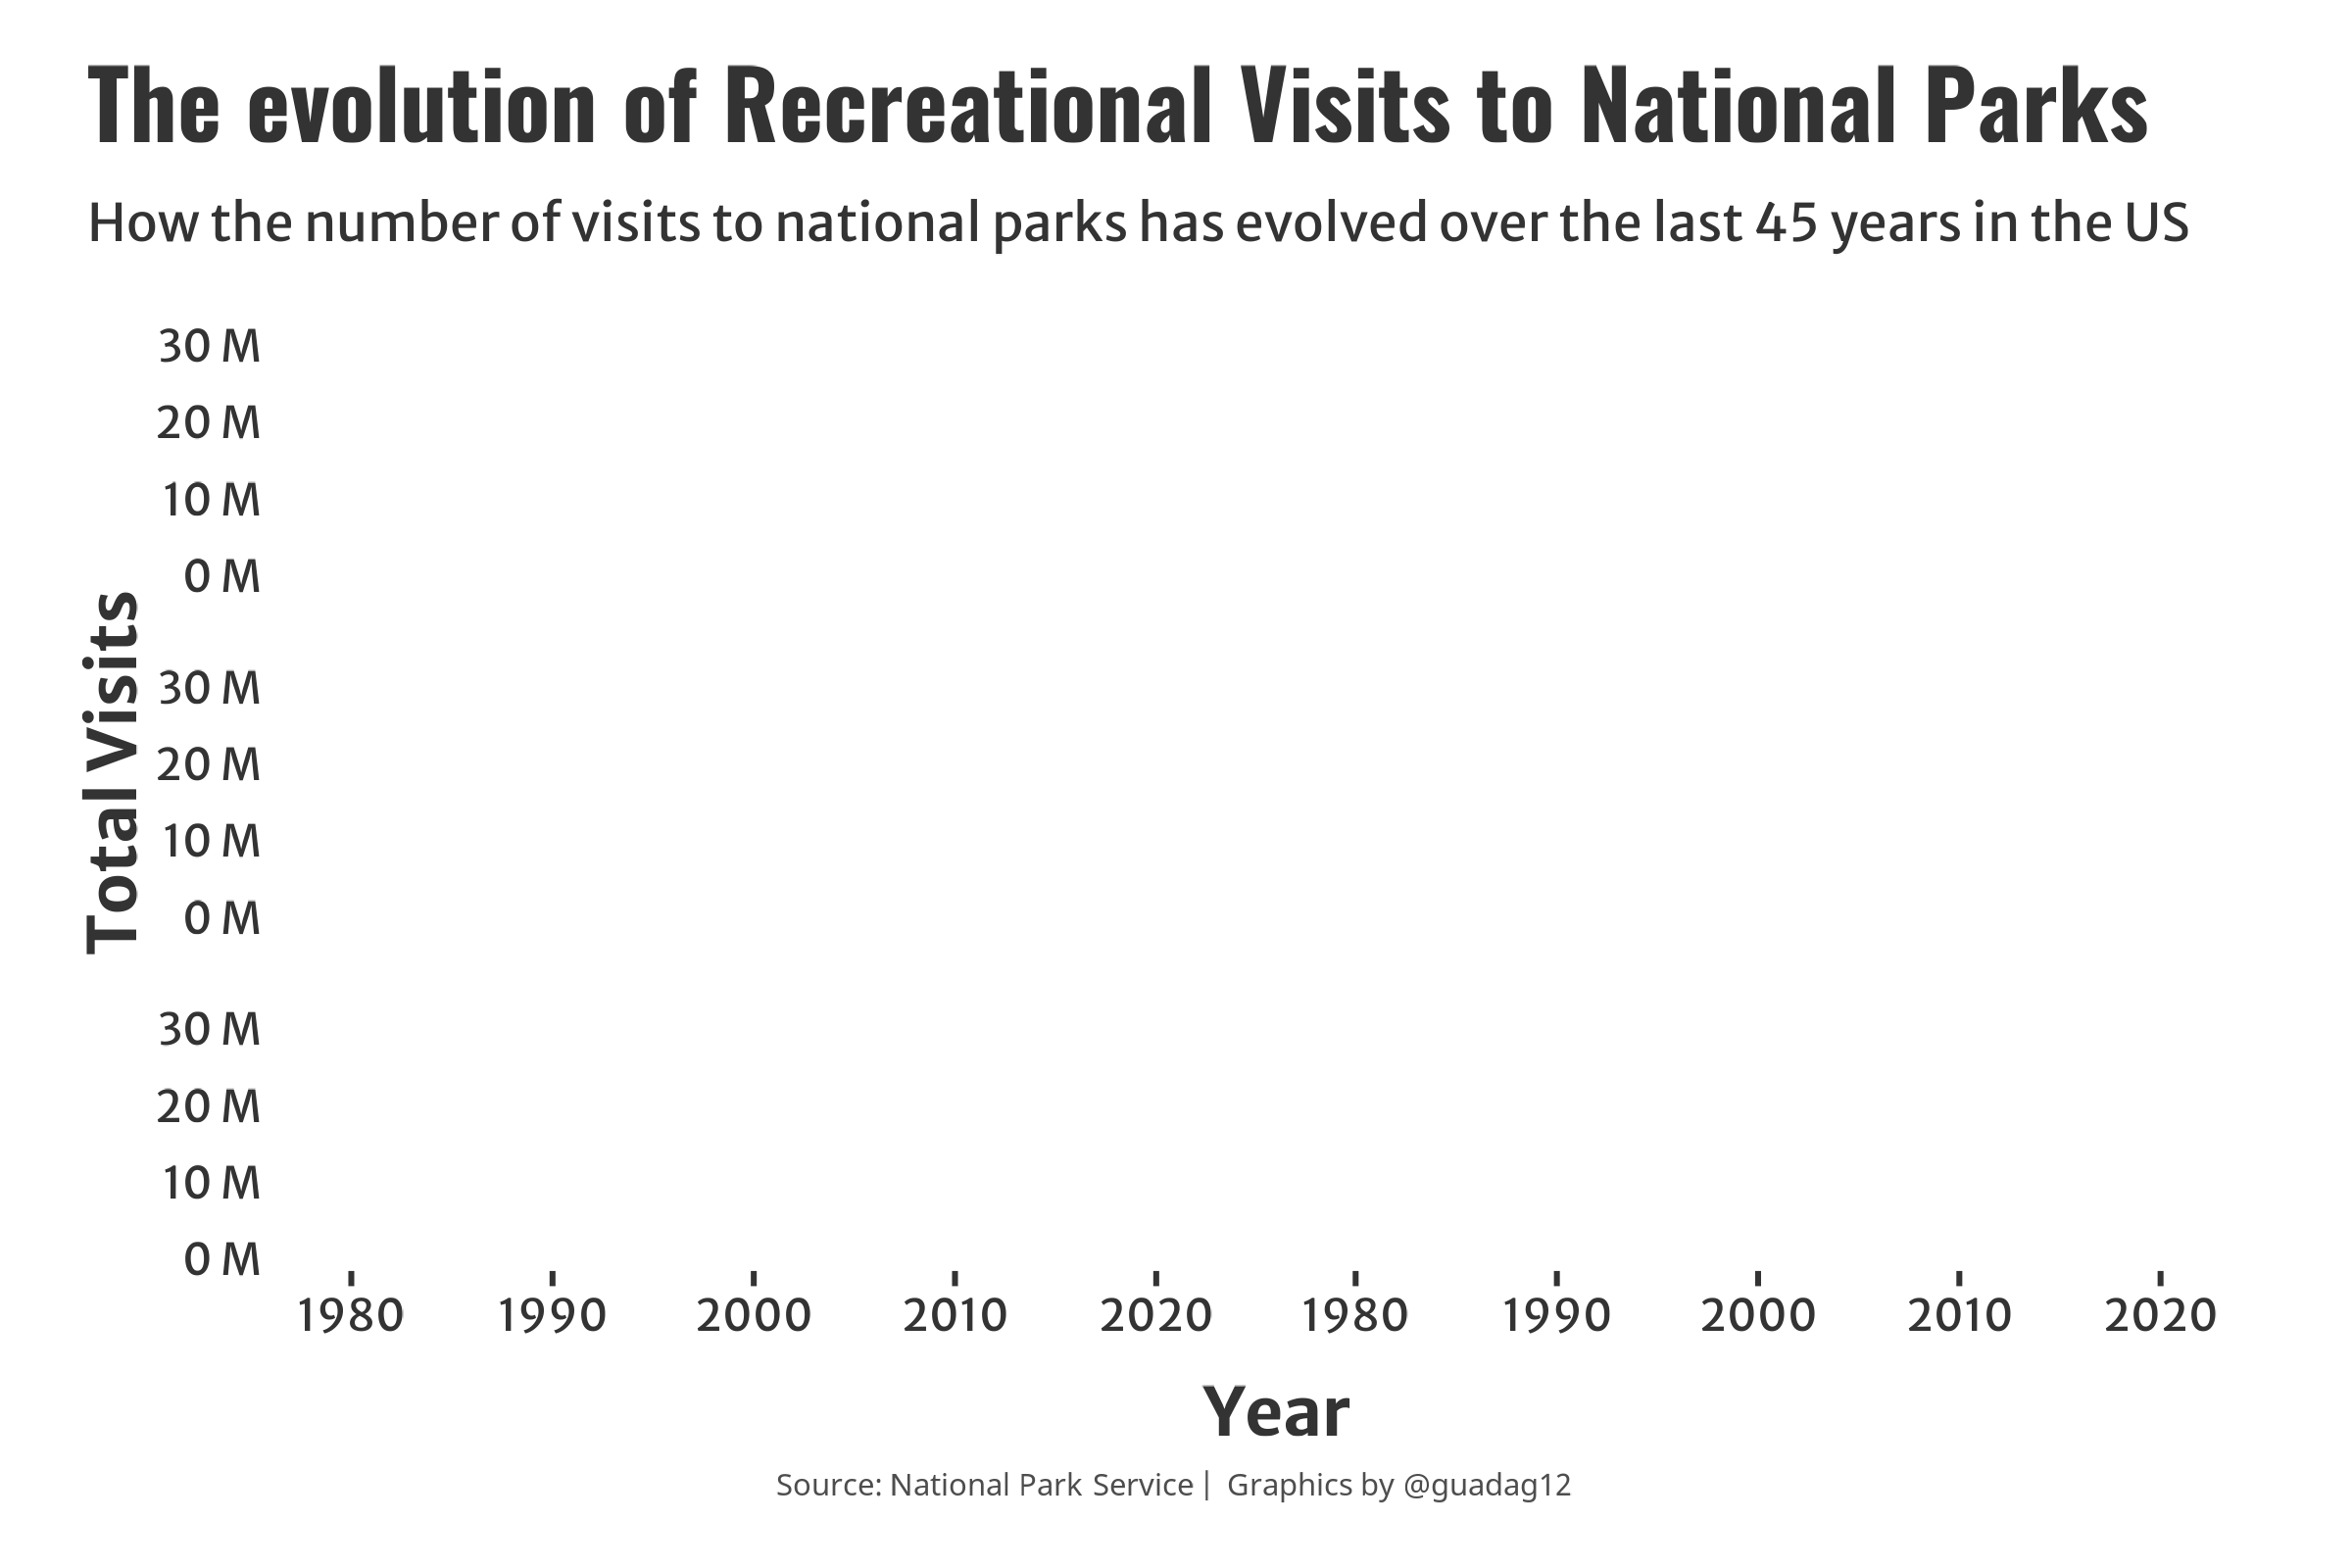 The evolution of Recreational Visits to National Parks
How the number of visits to national parks has evolved over the last 45 years in the US
Total Visits
30 M
20 M
10 M
0 M
30 M
20 M
10 M
0 M
30 M
20 M
10 M
0 M
1980 1990 2000 2010 2020 1980 1990 2000 2010 2020
Year
Source: National Park Service | Graphics by @guadag12